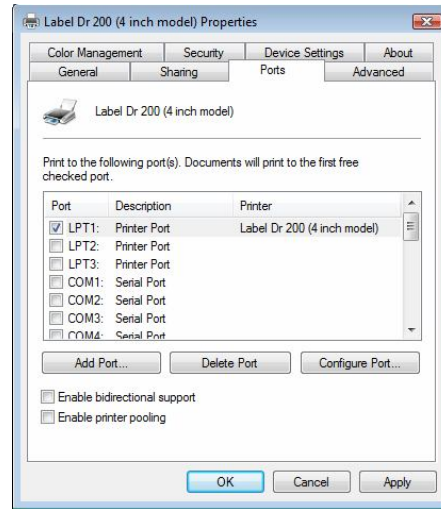 Label Dr 200 (4 inch model) Properties
Color Management Security Device Settings About
General Sharing Ports Advanced
Label Dr 200 (4 inch model)
Print to the following port(s). Documents will print to the first free
checked port.
Port Description Printer
LPT1: Printer Port Label Dr 200 (4 inch model)
LPT2: Printer Port
LPT3: Printer Port
COM1: Serial Port
COM2: Serial Port
COM3: Serial Port
COM4: Serial Port
Add Port... Delete Port Configure Port...
Enable bidirectional support
Enable printer pooling
OK Cancel Apply